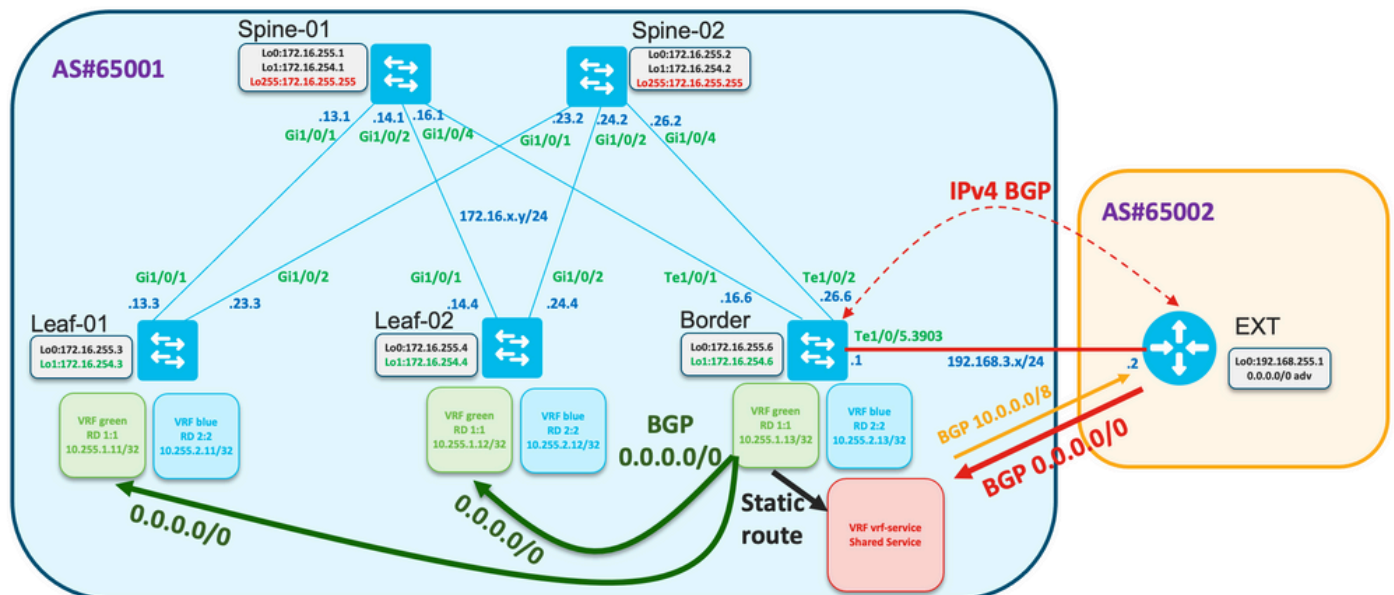 Spine-01
Spine-02
AS#65001
Lo0:172.16.255.1
Lo1:172.16.254.1
Lo255:172.16.255.255
Lo0:172.16.255.2
Lo1:172.16.254.2
Lo255:172.16.255.255
.13.1
.14.1
.16.1
Gi1/0/1
Gi1/0/2
Gi1/0/4
.23.2
.24.2
.26.2
Gi1/0/1
Gi1/0/2
Gi1/0/4
IPv4 BGP
AS#65002
172.16.x.y/24
Gi1/0/1
Gi1/0/2
Gi1/0/1
Gi1/0/2
Te1/0/1
Te1/0/2
.13.3
.23.3
.14.4
.24.4
.16.6
.26.6
Leaf-01
Leaf-02
Border
EXT
Lo0:172.16.255.3
Lo1:172.16.254.3
Lo0:172.16.255.4
Lo1:172.16.254.4
Lo0:172.16.255.6
Lo1:172.16.254.6
Te1/0/5.3903
.1
192.168.3.x/24
.2
Lo0:192.168.255.1
0.0.0.0/0 adv
VRF green
RD 1:1
10.255.1.11/32
VRF blue
RD 2:2
10.255.2.11/32
VRF green
RD 1:1
10.255.1.12/32
VRF blue
RD 2:2
10.255.2.12/32
BGP
0.0.0.0/0
VRF green
RD 1:1
10.255.1.13/32
VRF blue
RD 2:2
10.255.2.13/32
BGP 10.0.0.0/8
BGP 0.0.0.0/0
0.0.0.0/0
0.0.0.0/0
Static
route
VRF vrf-service
Shared Service